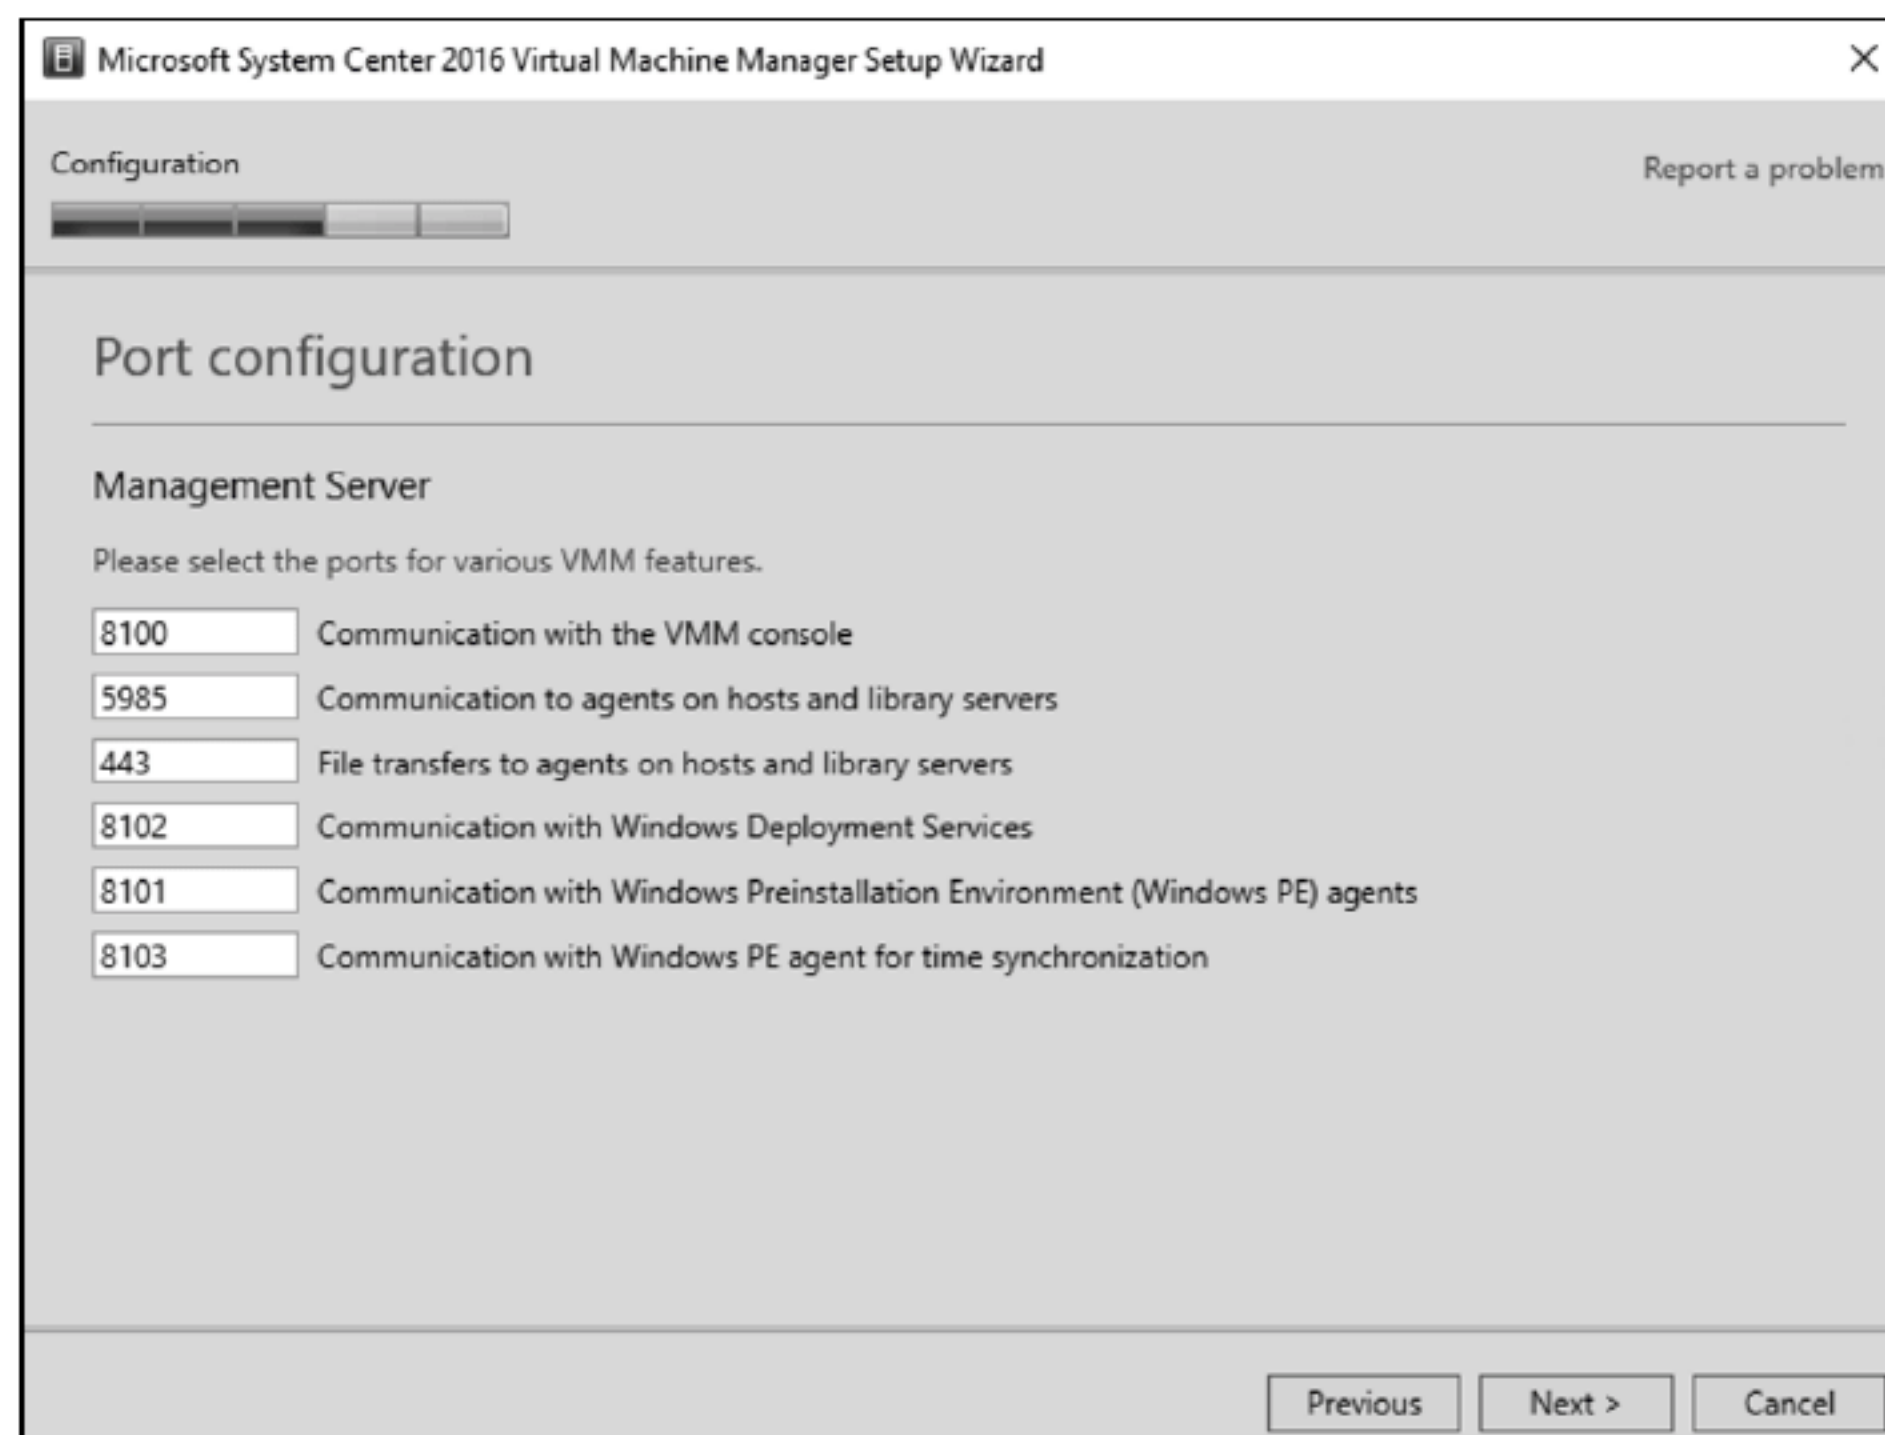 Microsoft System Center 2016 Virtual Machine Manager Setup Wizard
Configuration
Report a problem
Port configuration
Management Server
Please select the ports for various VMM features.
8100 Communication with the VMM console
5985 Communication to agents on hosts and library servers
443 File transfers to agents on hosts and library servers
8102 Communication with Windows Deployment Services
8101 Communication with Windows Preinstallation Environment (Windows PE) agents
8103 Communication with Windows PE agent for time synchronization
Previous Next > Cancel